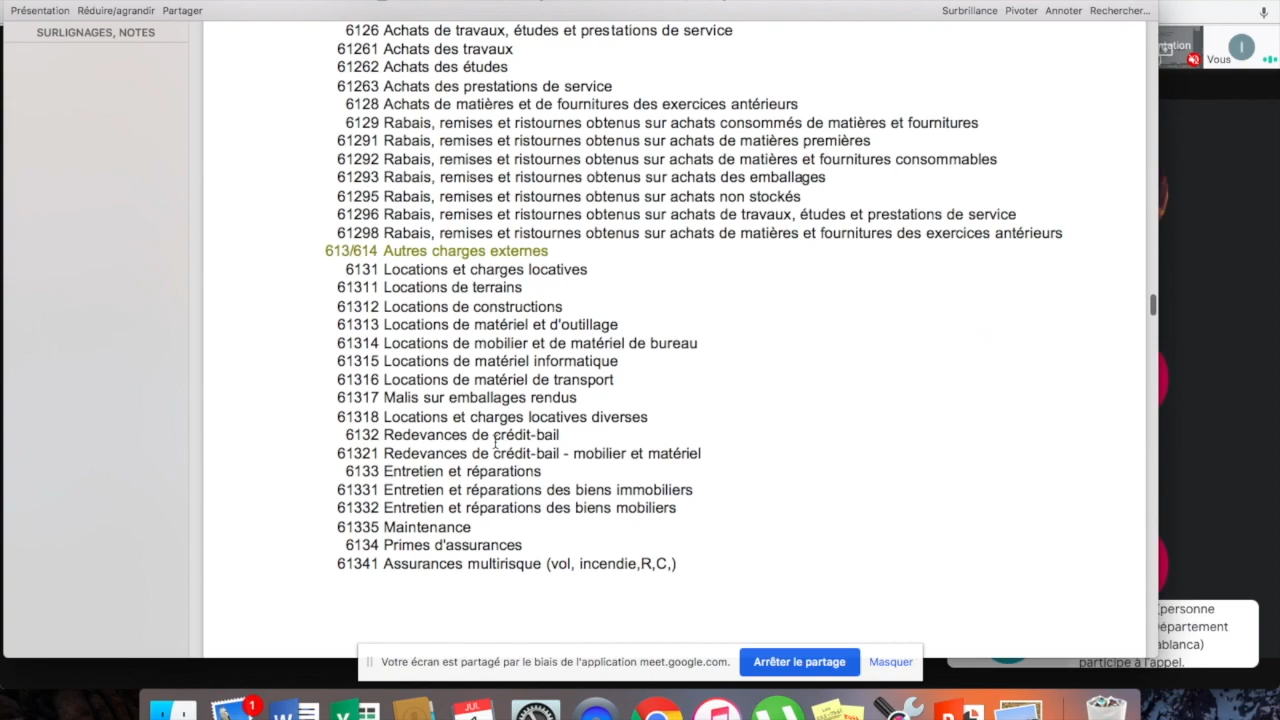 Présentation Réduire/agrandir Partager
Surbrillance Pivoter Annoter Rechercher...
SURLIGNAGES, NOTES
6126 Achats de travaux, études et prestations de service
61261 Achats des travaux
61262 Achats des études
61263 Achats des prestations de service
6128 Achats de matières et de fournitures des exercices antérieurs
6129 Rabais, remises et ristournes obtenus sur achats consommés de matières et fournitures
61291 Rabais, remises et ristournes obtenus sur achats de matières premières
61292 Rabais, remises et ristournes obtenus sur achats de matières et fournitures consommables
61293 Rabais, remises et ristournes obtenus sur achats des emballages
61295 Rabais, remises et ristournes obtenus sur achats non stockés
61296 Rabais, remises et ristournes obtenus sur achats de travaux, études et prestations de service
61298 Rabais, remises et ristournes obtenus sur achats de matières et fournitures des exercices antérieurs
613/614 Autres charges externes
6131 Locations et charges locatives
61311 Locations de terrains
61312 Locations de constructions
61313 Locations de matériel et d'outillage
61314 Locations de mobilier et de matériel de bureau
61315 Locations de matériel informatique
61316 Locations de matériel de transport
61317 Malis sur emballages rendus
61318 Locations et charges locatives diverses
6132 Redevances de crédit-bail
61321 Redevances de crédit-bail - mobilier et matériel
6133 Entretien et réparations
61331 Entretien et réparations des biens immobiliers
61332 Entretien et réparations des biens mobiliers
61335 Maintenance
6134 Primes d'assurances
61341 Assurances multirisque (vol, incendie,R,C,)
ntation
I
Vous
(personne
épartement
ablanca)
participe à l'appel.
Votre écran est partagé par le biais de l'application meet.google.com.
Arrêter le partage
Masquer
1
JUL